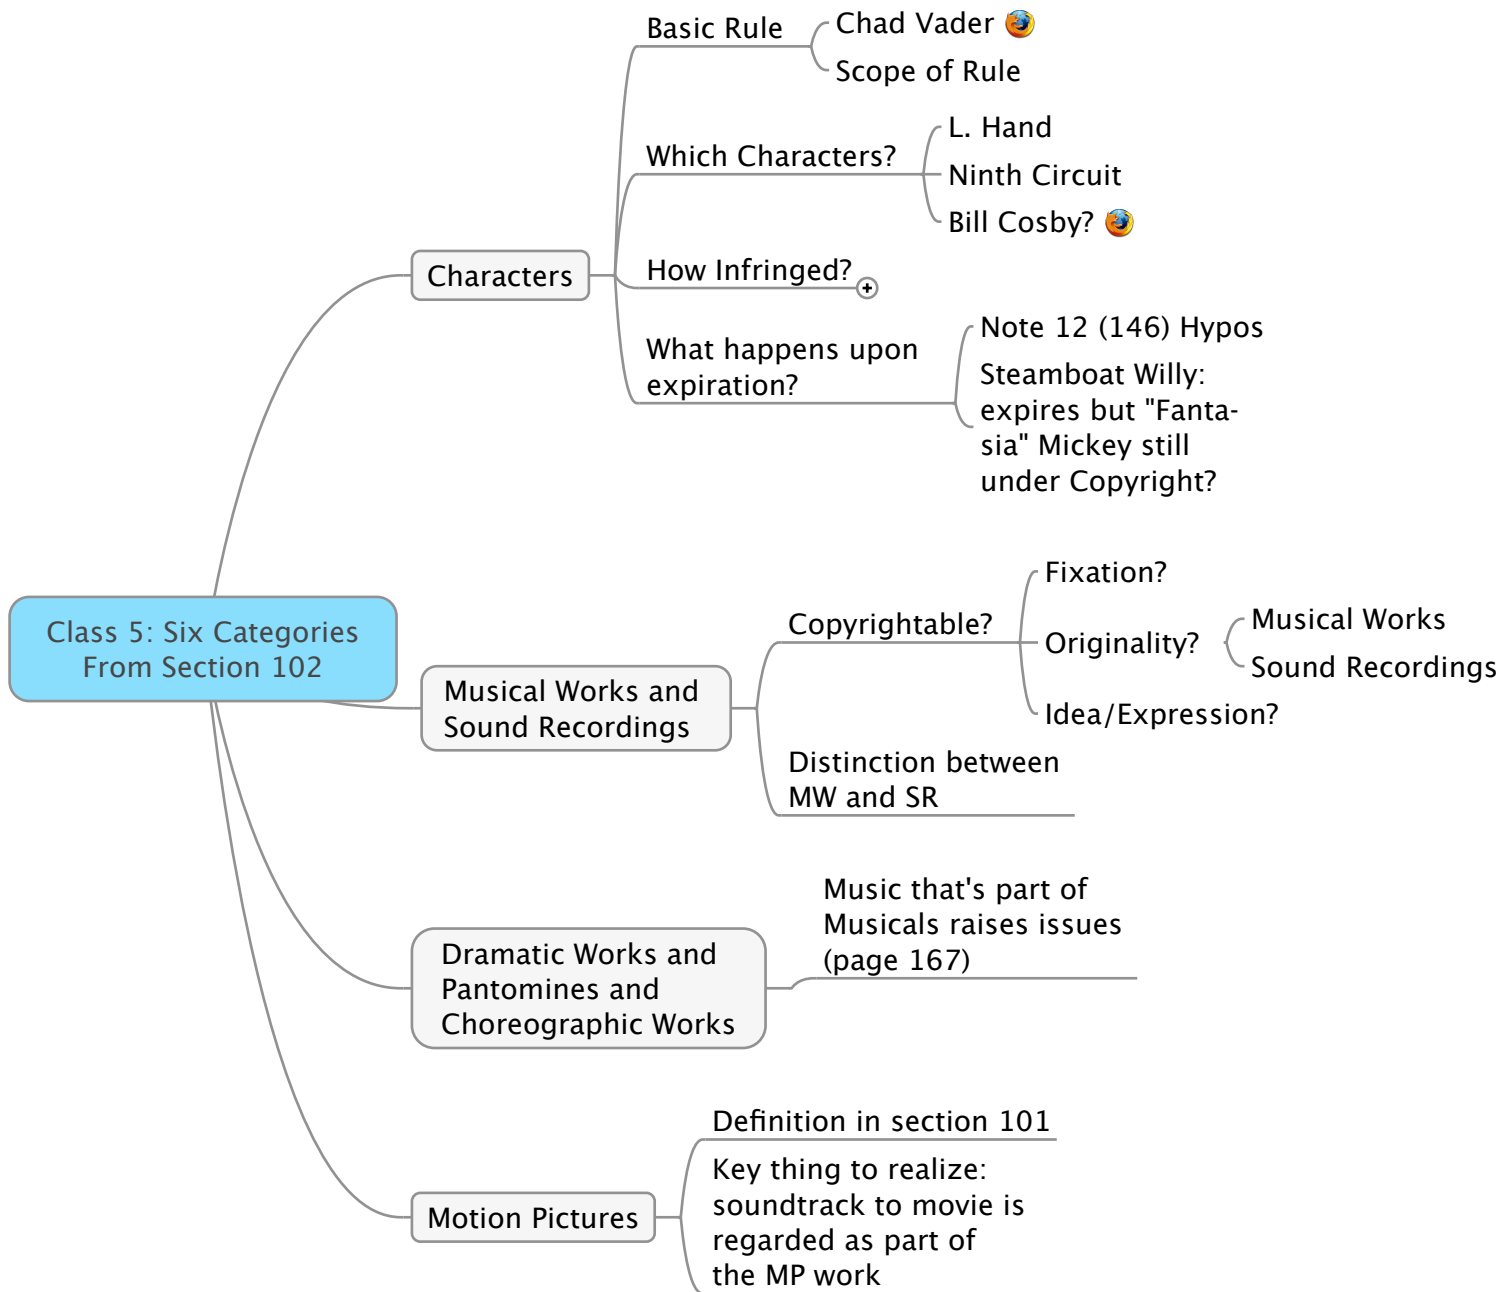 Class 5: Six Categories
From Section 102
Characters
Basic Rule
Chad Vader
Scope of Rule
Which Characters?
L. Hand
Ninth Circuit
Bill Cosby?
How Infringed?
What happens upon
expiration?
Note 12 (146) Hypos
Steamboat Willy:
expires but "Fanta-
sia" Mickey still
under Copyright?
Musical Works and
Sound Recordings
Copyrightable?
Fixation?
Originality?
Musical Works
Sound Recordings
Idea/Expression?
Distinction between
MW and SR
Dramatic Works and
Pantomines and
Choreographic Works
Music that's part of
Musicals raises issues
(page 167)
Motion Pictures
Definition in section 101
Key thing to realize:
soundtrack to movie is
regarded as part of
the MP work